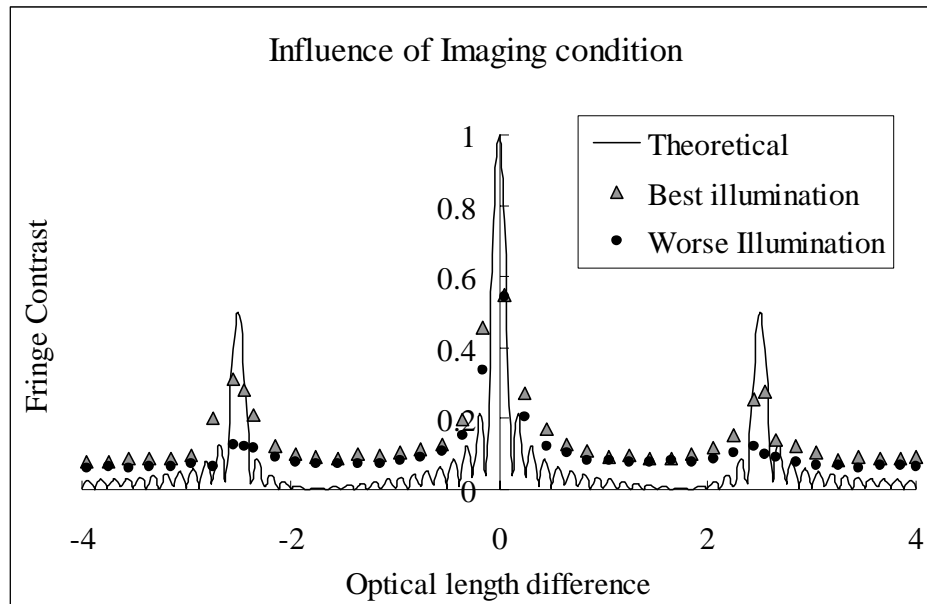 Influence of Imaging condition
Theoretical
Best illumination
Worse Illumination
1
0.8
0.6
0.4
0.2
0
Fringe Contrast
-4
-2
0
2
4
Optical length difference